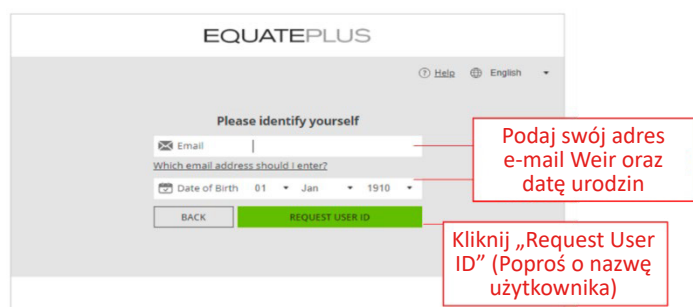 EQUATEPLUS
Help English
Please identify yourself
Email
Which email address should I enter?
Date of Birth 01 Jan 1910
BACK REQUEST USER ID
Podaj swój adres
e-mail Weir oraz
datę urodzin
Kliknij „Request User
ID” (Poproś o nazwę
użytkownika)